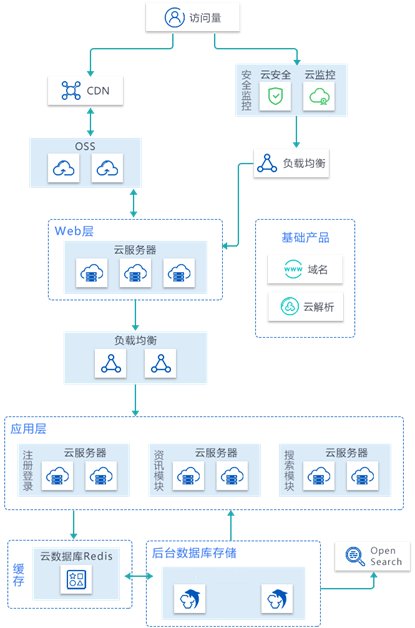 访问量
CDN
安全监控
云安全
云监控
OSS
负载均衡
Web层
云服务器
基础产品
www 域名
云解析
负载均衡
应用层
注册登录
云服务器
资讯模块
云服务器
搜索模块
云服务器
缓存
云数据库Redis
后台数据库存储
Open
Search